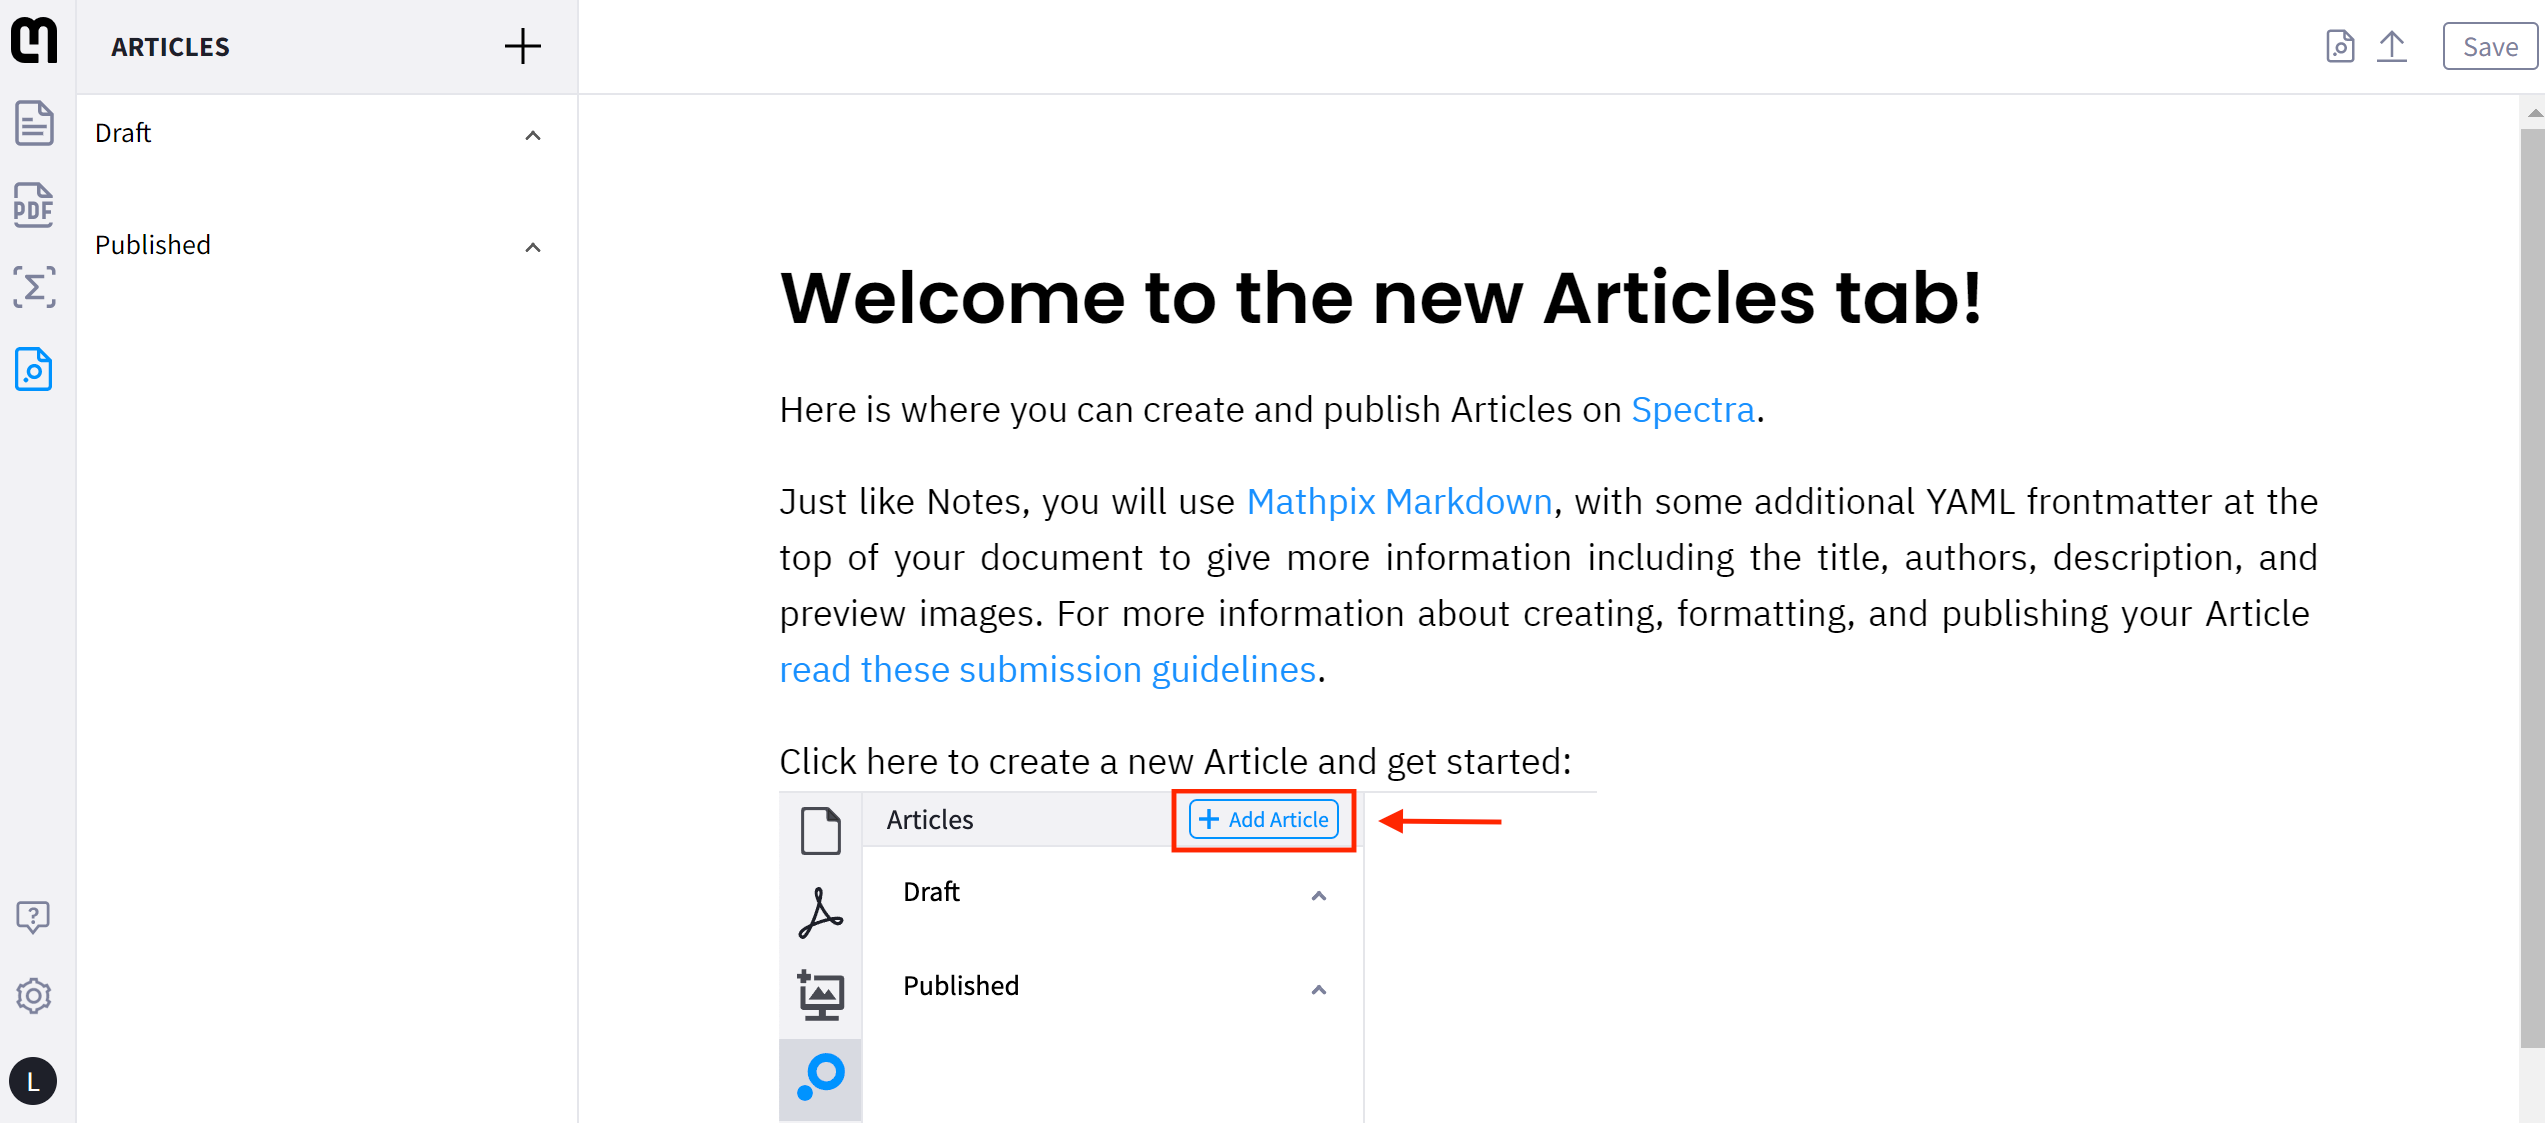 ARTICLES
Save
Draft
PDF
Published
Welcome to the new Articles tab!
Here is where you can create and publish Articles on Spectra.
Just like Notes, you will use Mathpix Markdown, with some additional YAML frontmatter at the
top of your document to give more information including the title, authors, description, and
preview images. For more information about creating, formatting, and publishing your Article
read these submission guidelines.
Click here to create a new Article and get started:
Articles
+ Add Article
Draft
Published
L